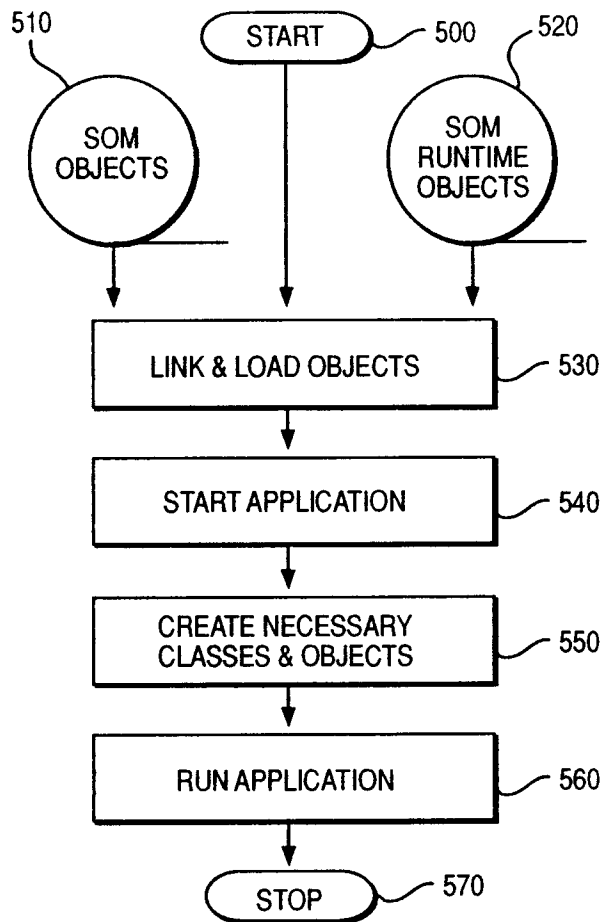 510
START
500
520
SOM
OBJECTS
SOM
RUNTIME
OBJECTS
LINK & LOAD OBJECTS
530
START APPLICATION
540
CREATE NECESSARY
CLASSES & OBJECTS
550
RUN APPLICATION
560
STOP
570